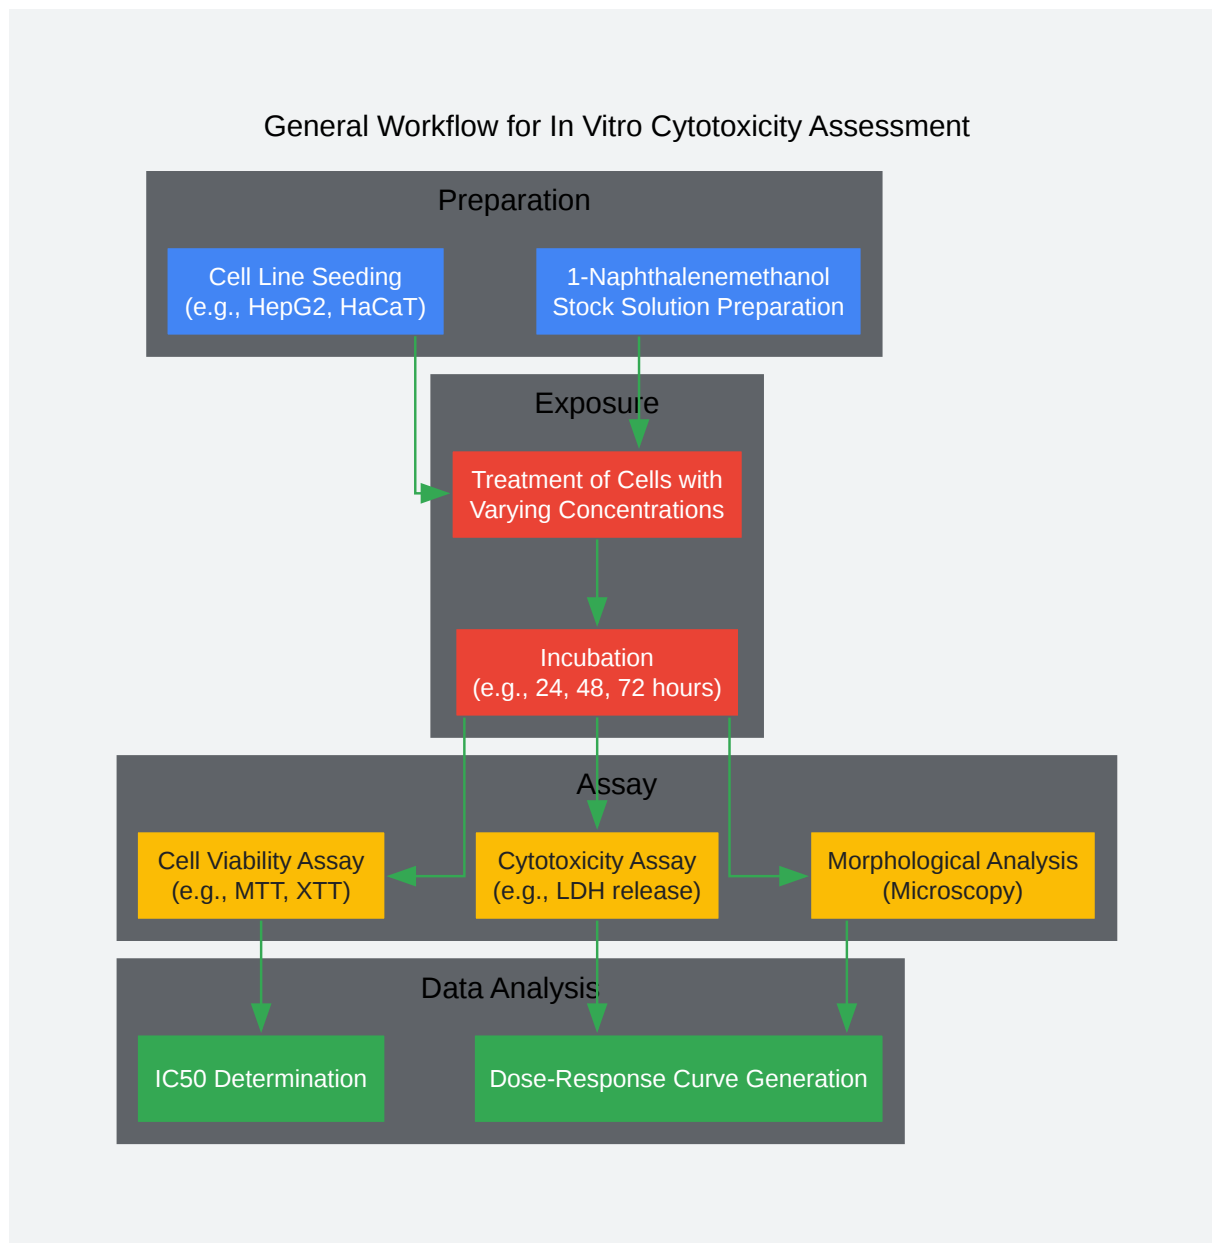 General Workflow for In Vitro Cytotoxicity Assessment
Preparation
Cell Line Seeding
(e.g., HepG2, HaCaT)
1-Naphthalenemethanol
Stock Solution Preparation
Exposure
Treatment of Cells with
Varying Concentrations
Incubation
(e.g., 24, 48, 72 hours)
Assay
Cell Viability Assay
(e.g., MTT, XTT)
Cytotoxicity Assay
(e.g., LDH release)
Morphological Analysis
(Microscopy)
Data Analysis
IC50 Determination
Dose-Response Curve Generation